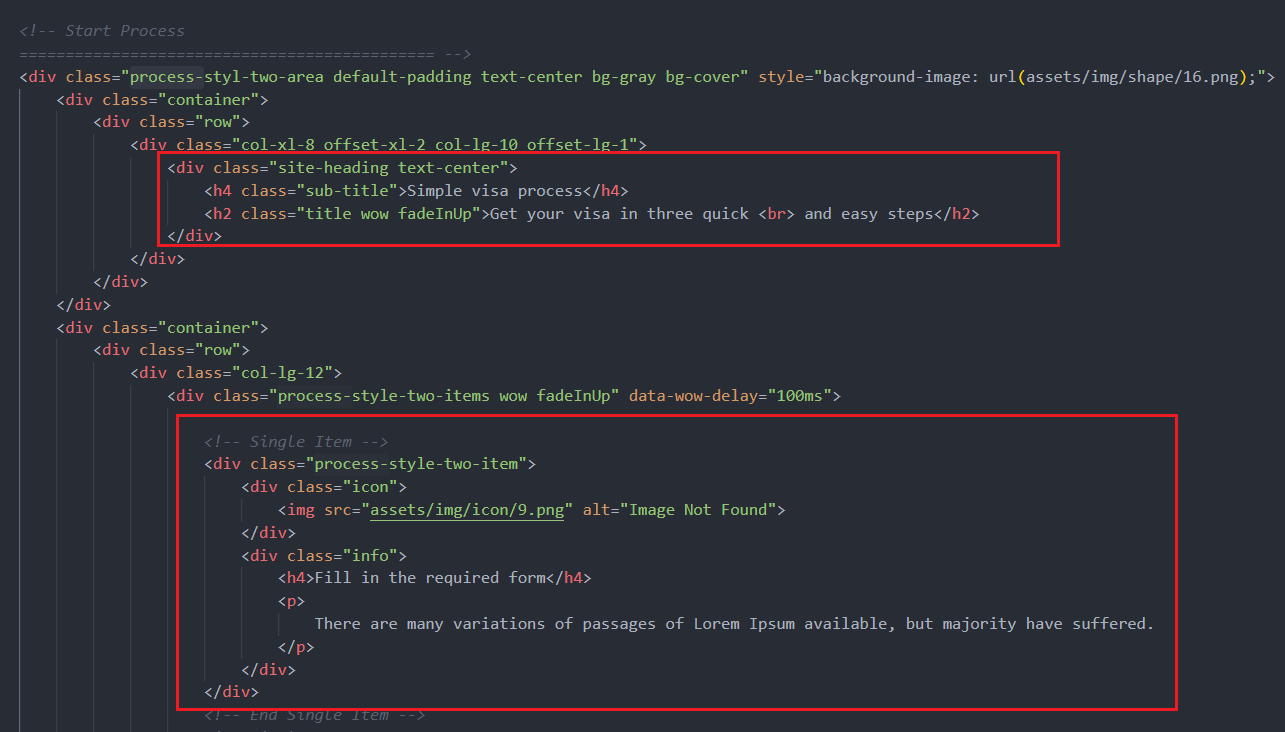 <!-- Start Process
============================================= -->
<div class="process-styl-two-area default-padding text-center bg-gray bg-cover" style="background-image: url(assets/img/shape/16.png);">
<div class="container">
<div class="row">
<div class="col-xl-8 offset-xl-2 col-lg-10 offset-lg-1">
<div class="site-heading text-center">
<h4 class="sub-title">Simple visa process</h4>
<h2 class="title wow fadeInUp">Get your visa in three quick <br> and easy steps</h2>
</div>
</div>
</div>
</div>
<div class="container">
<div class="row">
<div class="col-lg-12">
<div class="process-style-two-items wow fadeInUp" data-wow-delay="100ms">
<!-- Single Item -->
<div class="process-style-two-item">
<div class="icon">
<img src="assets/img/icon/9.png" alt="Image Not Found">
</div>
<div class="info">
<h4>Fill in the required form</h4>
<p>
There are many variations of passages of Lorem Ipsum available, but majority have suffered.
</p>
</div>
</div>
<!-- End Single Item -->